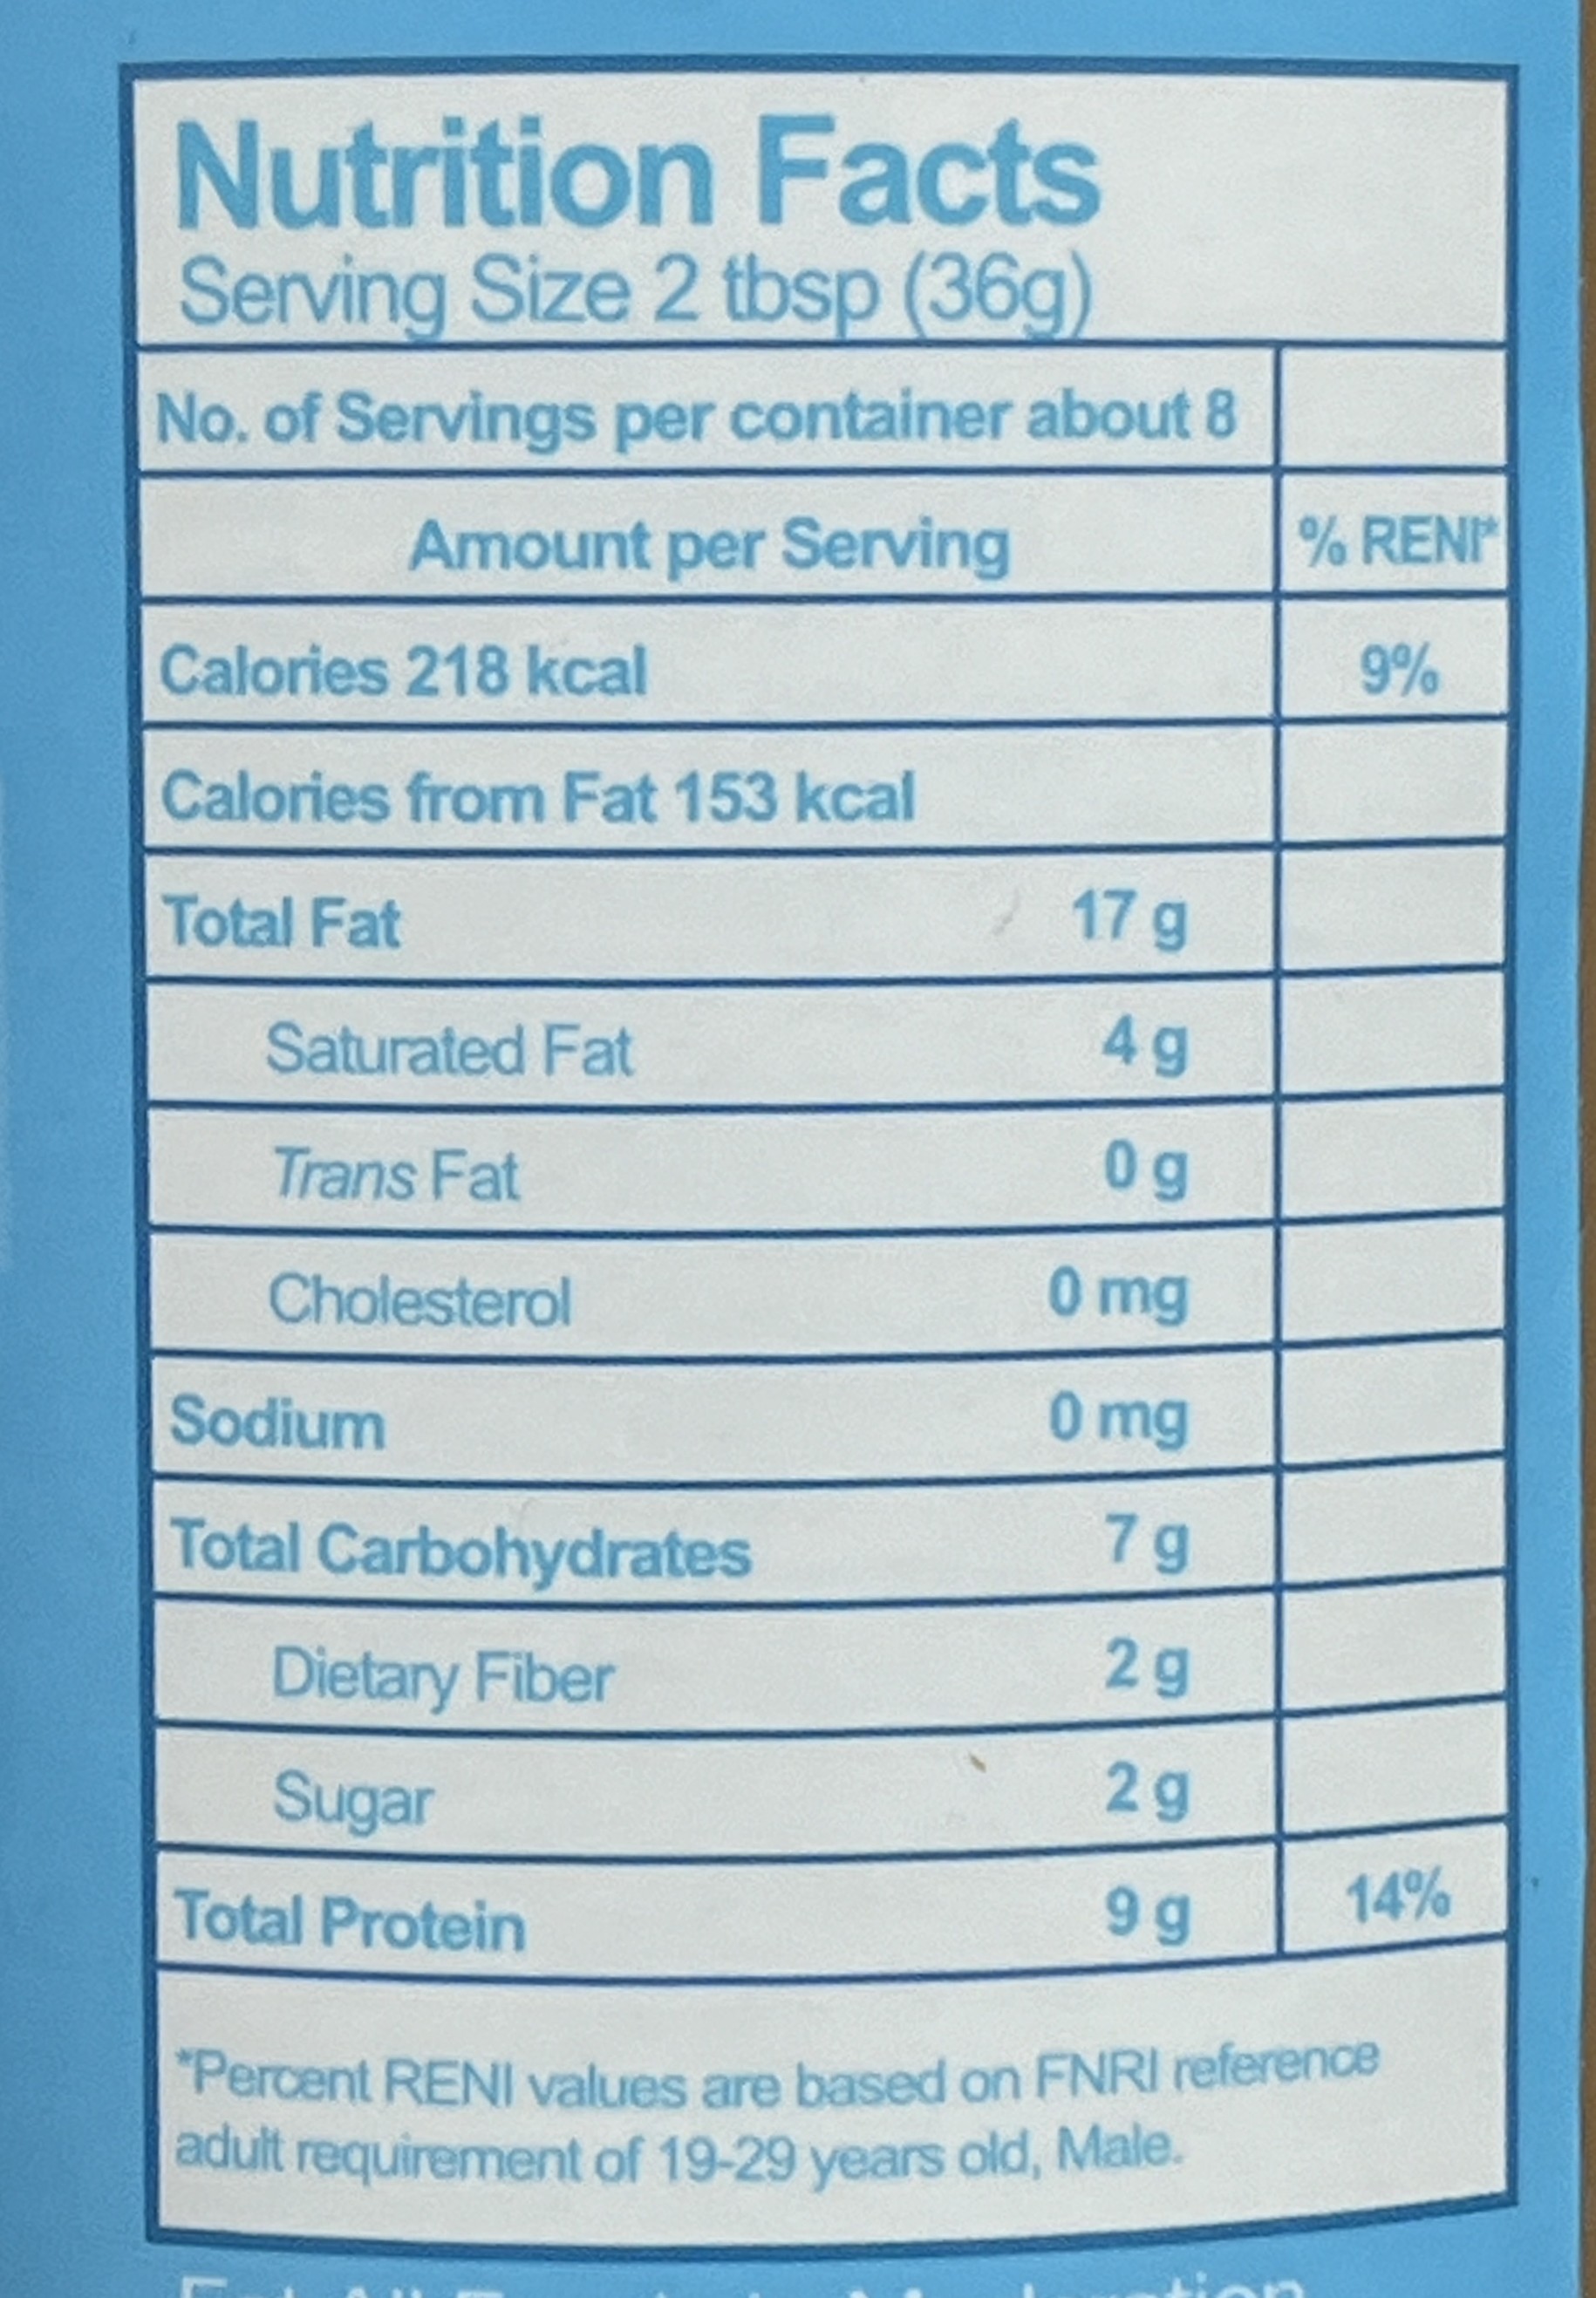 Nutrition Facts
Serving Size 2 tbsp (36g)
No. of Servings per container about 8
Amount per Serving % RENI*
Calories 218 kcal 9%
Calories from Fat 153 kcal
Total Fat 17 g
Saturated Fat 4 g
Trans Fat 0 g
Cholesterol 0 mg
Sodium 0 mg
Total Carbohydrates 7 g
Dietary Fiber 2 g
Sugar 2 g
Total Protein 9 g 14%
*Percent RENI values are based on FNRI reference
adult requirement of 19-29 years old, Male.